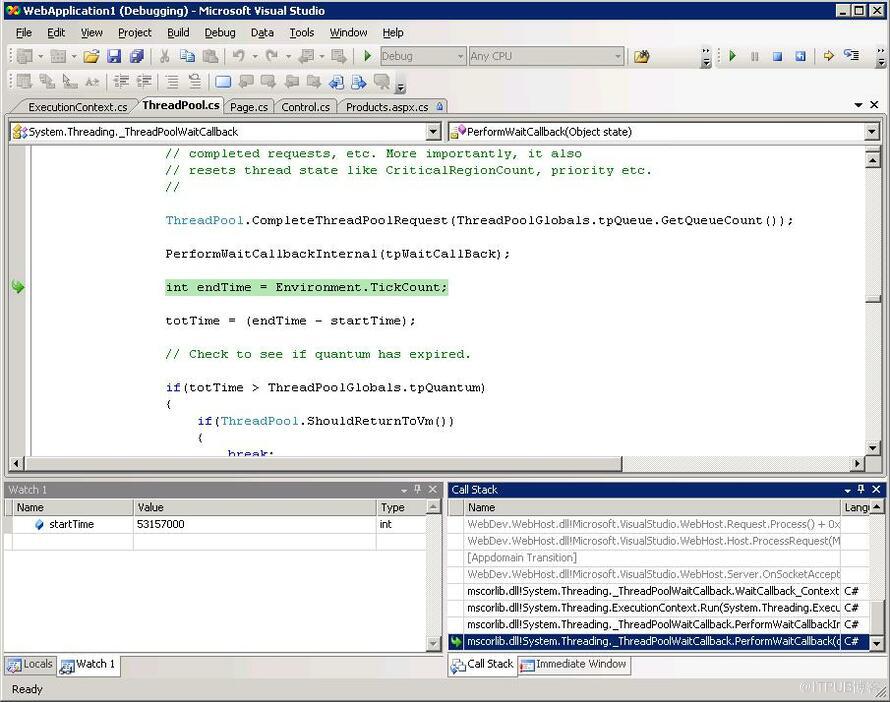 WebApplication1 (Debugging) - Microsoft Visual Studio
File Edit View Project Build Debug Data Tools Window Help
Debug Any CPU
ExecutionContext.cs ThreadPool.cs Page.cs Control.cs Products.aspx.cs
System.Threading._ThreadPoolWaitCallback PerformWaitCallback(Object state)
// completed requests, etc. More importantly, it also
// resets thread state like CriticalRegionCount, priority etc.
//
ThreadPool.CompleteThreadPoolRequest(ThreadPoolGlobals.tpQueue.GetQueueCount());
PerformWaitCallbackInternal(tpWaitCallBack);
int endTime = Environment.TickCount;
totTime = (endTime - startTime);
// Check to see if quantum has expired.
if(totTime > ThreadPoolGlobals.tpQuantum)
{
if(ThreadPool.ShouldReturnToVm())
{
break;
Watch 1
Name Value Type
startTime 53157000 int
Locals Watch 1
Call Stack
Name Langu
WebDev.WebHost.dll!Microsoft.VisualStudio.WebHost.Request.Process() + 0x
WebDev.WebHost.dll!Microsoft.VisualStudio.WebHost.Host.ProcessRequest(M
[Appdomain Transition]
WebDev.WebHost.dll!Microsoft.VisualStudio.WebHost.Server.OnSocketAccept
mscorlib.dll!System.Threading._ThreadPoolWaitCallback.WaitCallback_Context C#
mscorlib.dll!System.Threading.ExecutionContext.Run(System.Threading.Execu C#
mscorlib.dll!System.Threading._ThreadPoolWaitCallback.PerformWaitCallbackIn C#
mscorlib.dll!System.Threading._ThreadPoolWaitCallback.PerformWaitCallback(o C#
Call Stack Immediate Window
Ready
@ITPUB博客